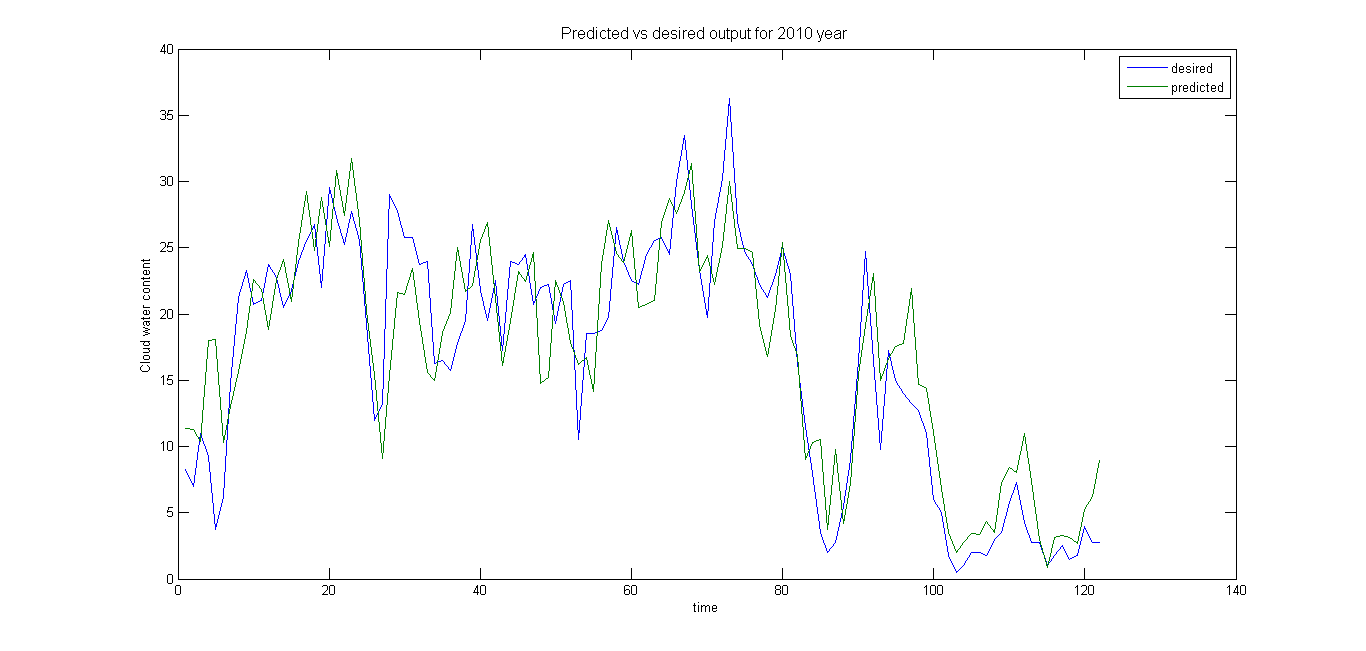 Predicted vs desired output for 2010 year
desired
predicted
40
35
30
25
20
15
10
5
0
Cloud water content
0 20 40 60 80 100 120 140
time